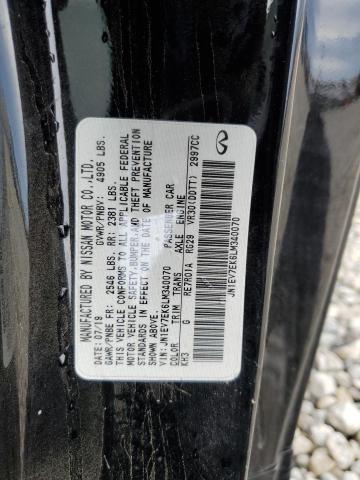 MANUFACTURED BY NISSAN MOTOR CO.,LTD.
DATE: 07/19 GVWR/PNBV: 4905 LBS.
GAWR/PNBE FR: 2546 LBS. RR: 2381 LBS.
THIS VEHICLE CONFORMS TO ALL APPLICABLE FEDERAL
MOTOR VEHICLE SAFETY,BUMPER,AND THEFT PREVENTION
STANDARDS IN EFFECT ON THE DATE OF MANUFACTURE
SHOWN ABOVE.
VIN: JN1EV7EK6LM340070 PASSENGER CAR
COLOR TRIM TRANS AXLE ENGINE
KH3 G RE7R01A RG29 VR30(DDTT) 2997CC
JN1EV7EK6LM340070